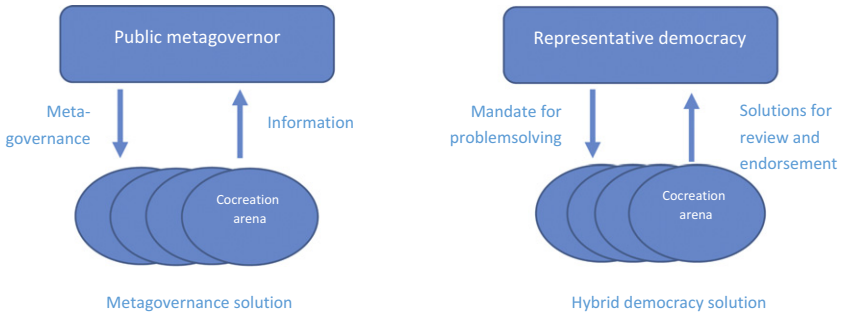 Public metagovernor
Meta-
governance
Information
Cocreation
arena
Metagovernance solution
Representative democracy
Mandate for
problemsolving
Solutions for
review and
endorsement
Cocreation
arena
Hybrid democracy solution